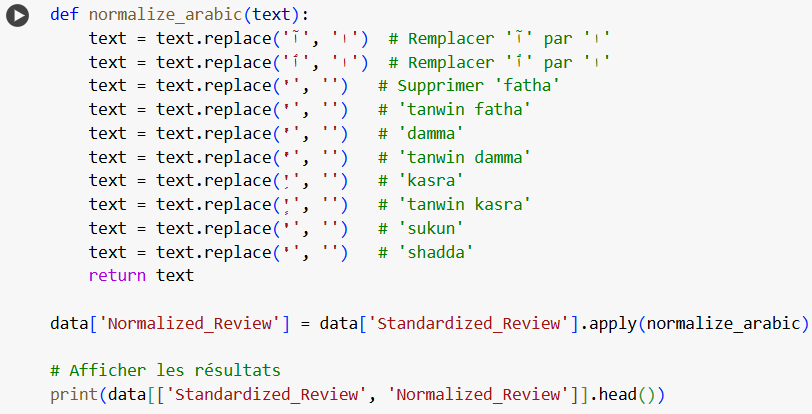 def normalize_arabic(text):
    text = text.replace('آ', 'ا')  # Remplacer 'آ' par 'ا'
    text = text.replace('أ', 'ا')  # Remplacer 'أ' par 'ا'
    text = text.replace('َ', '')   # Supprimer 'fatha'
    text = text.replace('ً', '')   # 'tanwin fatha'
    text = text.replace('ُ', '')   # 'damma'
    text = text.replace('ٌ', '')   # 'tanwin damma'
    text = text.replace('ِ', '')   # 'kasra'
    text = text.replace('ٍ', '')   # 'tanwin kasra'
    text = text.replace('ْ', '')   # 'sukun'
    text = text.replace('ّ', '')   # 'shadda'
    return text
data['Normalized_Review'] = data['Standardized_Review'].apply(normalize_arabic)
# Afficher les résultats
print(data[['Standardized_Review', 'Normalized_Review']].head())